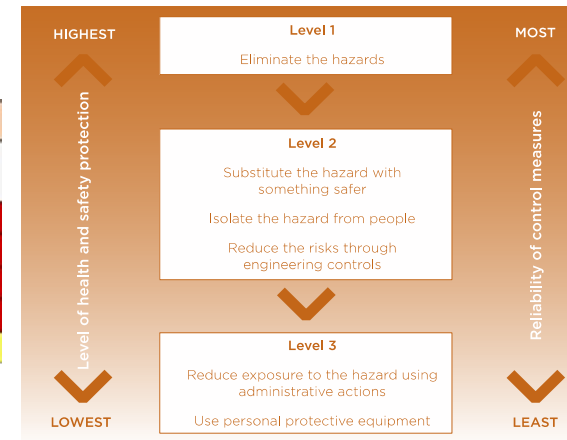 HIGHEST
Level 1
MOST
Eliminate the hazards
Level of health and safety protection
Reliability of control measures
Level 2
Substitute the hazard with
something safer
Isolate the hazard from people
Reduce the risks through
engineering controls
Level 3
Reduce exposure to the hazard using
administrative actions
Use personal protective equipment
LOWEST
LEAST